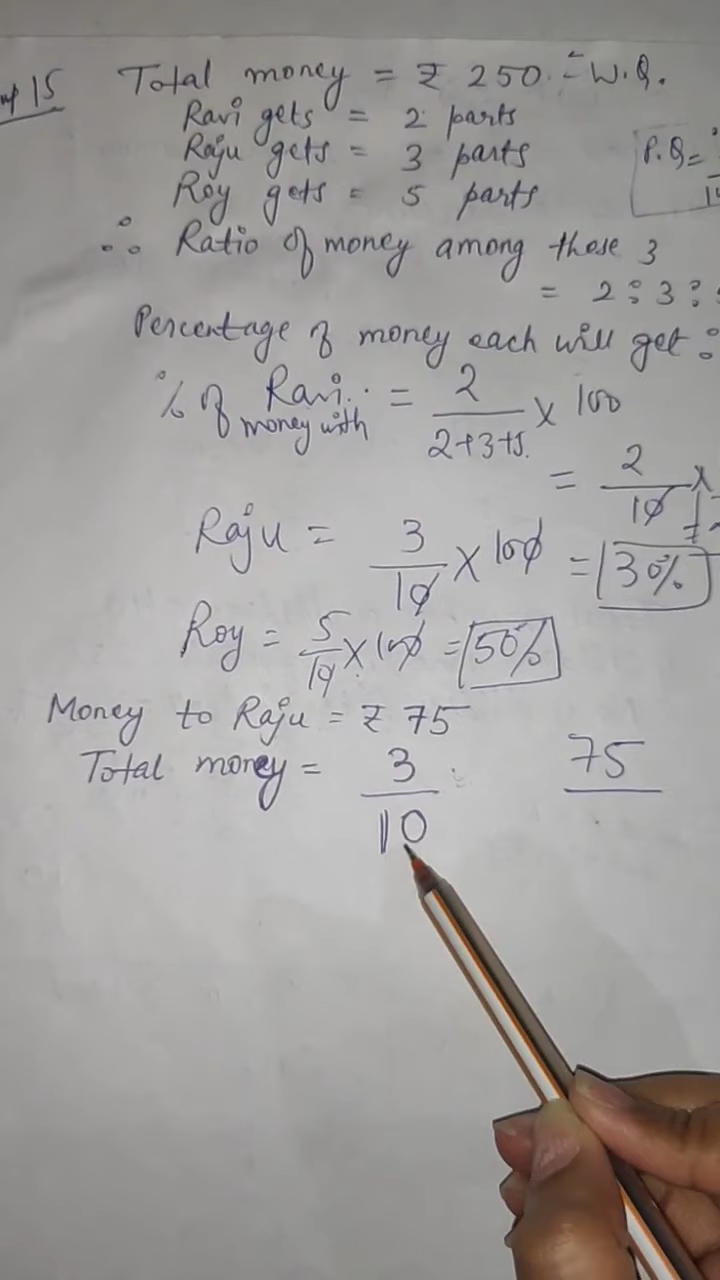 15 Total money = ₹ 250 - W.Q.
Ravi gets = 2 parts
Raju gets = 3 parts
P.Q =
Roy gets = 5 parts
∴ Ratio of money among these 3
= 2 : 3 :
Percentage of money each will get :
% of Ravi = 2/(2+3+5) × 100
money with
= 2/10 ×
Raju = 3/10 × 100 = 30%
Roy = 5/10 × 100 = 50%
Money to Raju = ₹ 75
Total money = 3/10 75